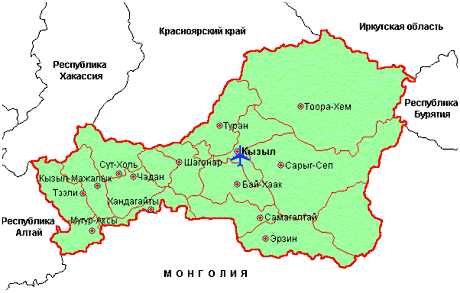 Красноярский край
Иркутская область
Республика
Хакассия
Республика
Бурятия
Тоора-Хем
Туран
Кызыл
Шагонар
Сарыг-Сеп
Сут-Холь
Чадан
Кызыл-Мажалык
Тээли
Бай-Хаак
Хандагайты
Мугур-Аксы
Самагалтай
Эрзин
Республика
Алтай
МОНГОЛИЯ